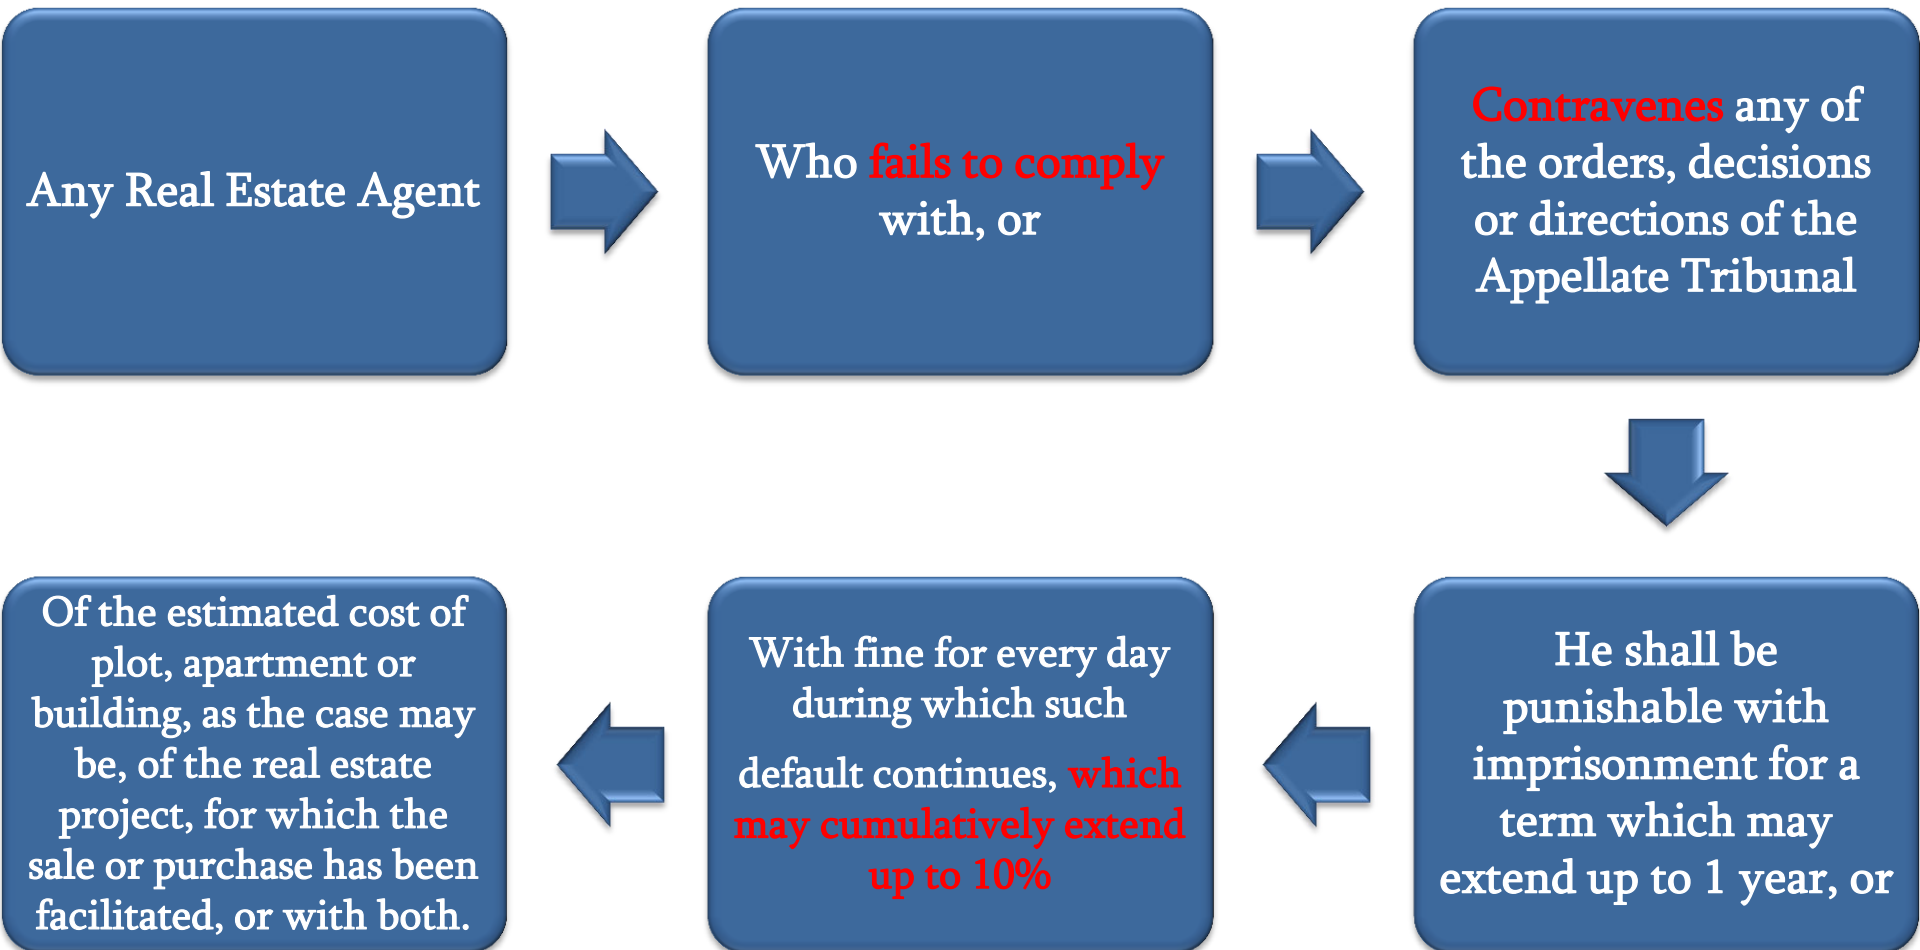 Any Real Estate Agent
Who fails to comply
with, or
Contravenes any of
the orders, decisions
or directions of the
Appellate Tribunal
He shall be
punishable with
imprisonment for a
term which may
extend up to 1 year, or
With fine for every day
during which such
default continues, which
may cumulatively extend
up to 10%
Of the estimated cost of
plot, apartment or
building, as the case may
be, of the real estate
project, for which the
sale or purchase has been
facilitated, or with both.